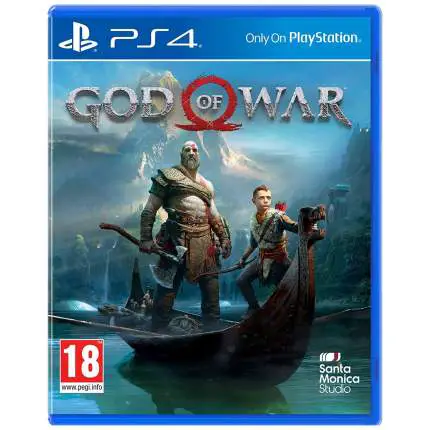 PS4
Only On PlayStation®
GOD OF WAR
18
www.pegi.info
Santa
Monica
Studio